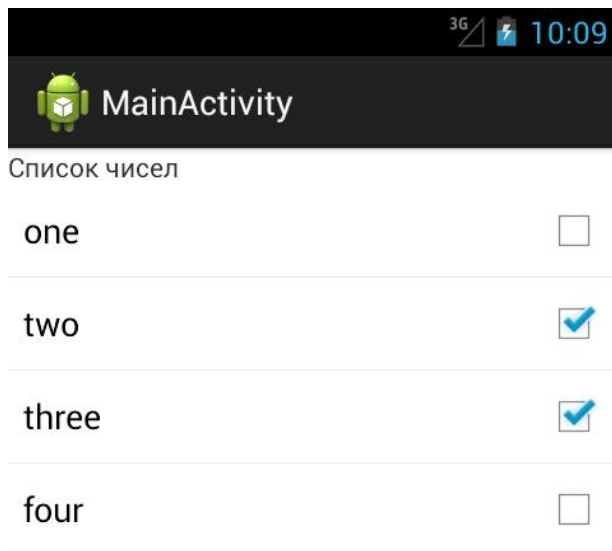 3G 10:09
MainActivity
Список чисел
one
two
three
four